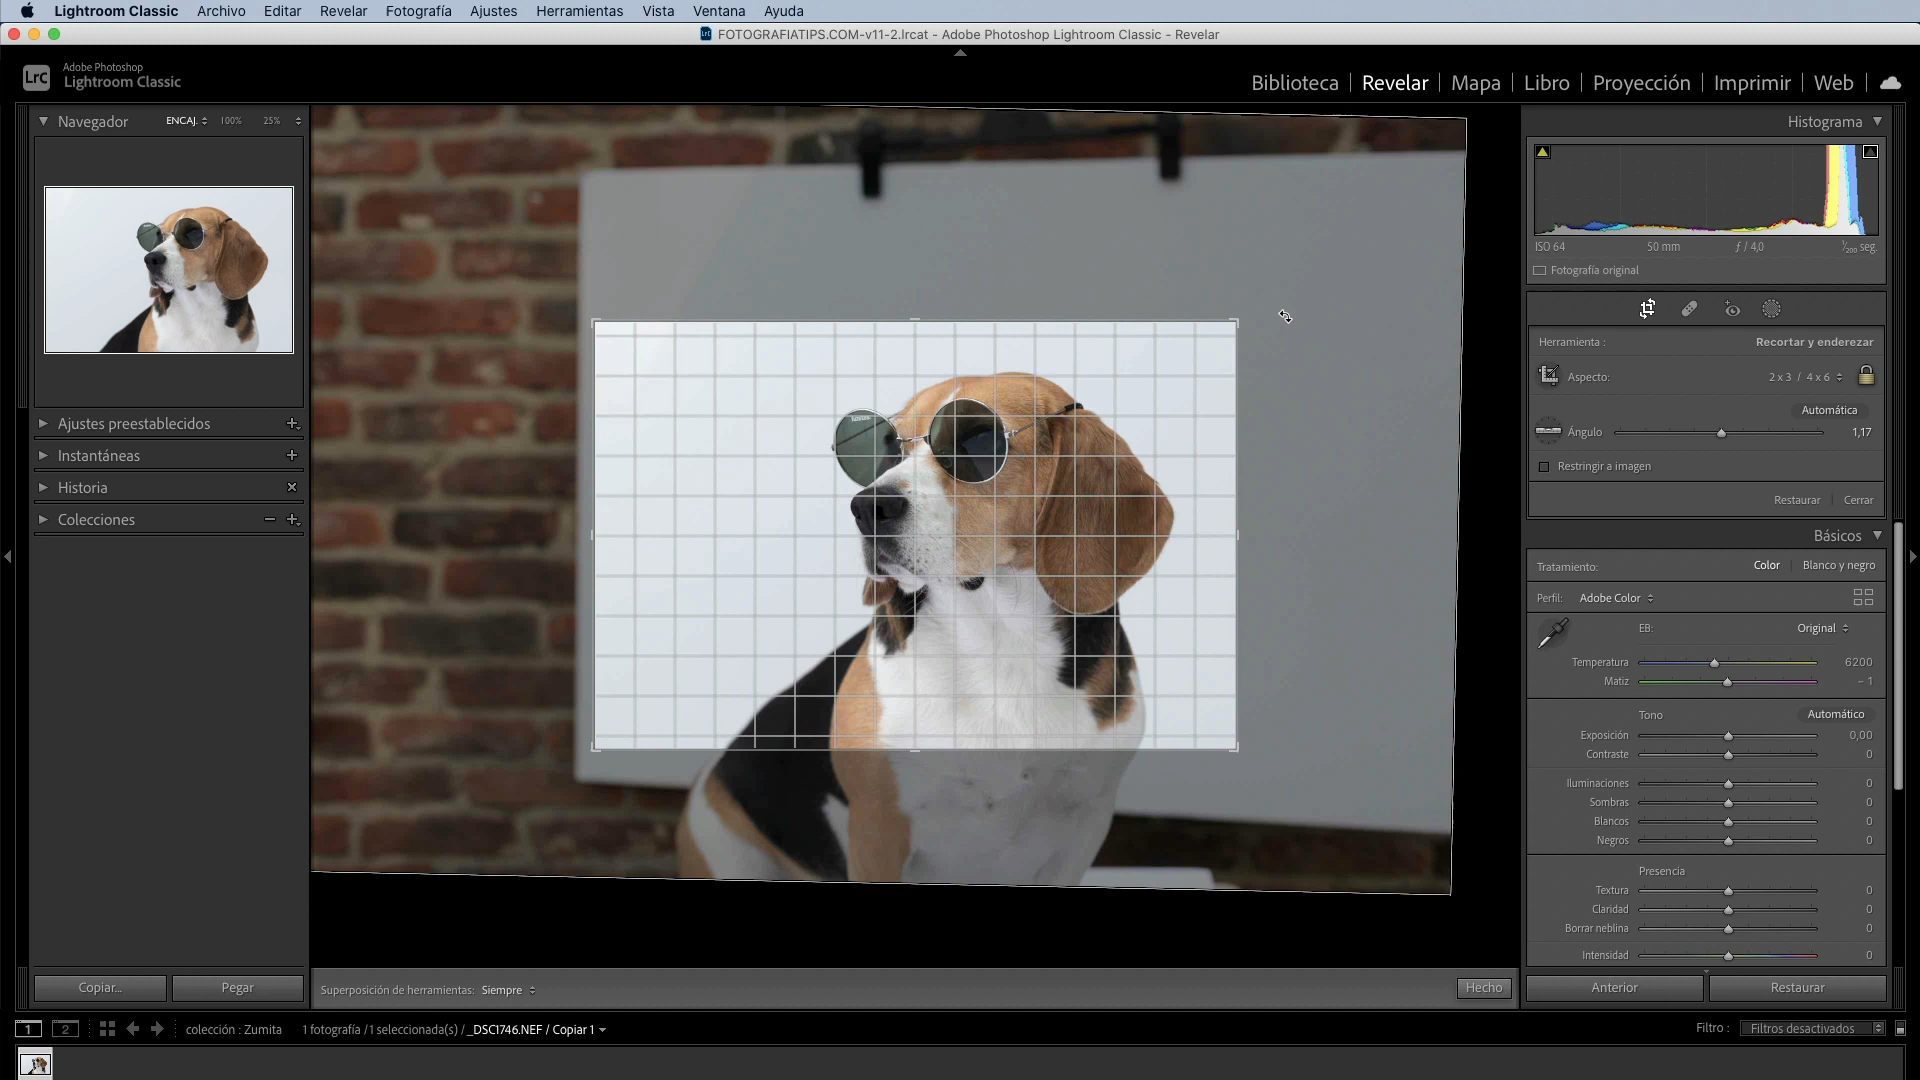 Lightroom Classic Archivo Editar Revelar Fotografía Ajustes Herramientas Vista Ventana Ayuda
LrC FOTOGRAFIATIPS.COM-v11-2.lrcat - Adobe Photoshop Lightroom Classic - Revelar
LrC Adobe Photoshop
Lightroom Classic
Biblioteca | Revelar | Mapa | Libro | Proyección | Imprimir | Web |
Navegador ENCAJ. 100% 25%
Ajustes preestablecidos
Instantáneas
Historia
Colecciones
Copiar... Pegar
Superposición de herramientas: Siempre
Hecho
Histograma
ISO 64 50 mm ƒ / 4,0 1/200 seg.
Fotografía original
Herramienta : Recortar y enderezar
Aspecto: 2 x 3 / 4 x 6
Automática
Ángulo 1,17
Restringir a imagen
Restaurar Cerrar
Básicos
Tratamiento: Color | Blanco y negro
Perfil: Adobe Color
EB: Original
Temperatura 6200
Matiz – 1
Tono Automático
Exposición 0,00
Contraste 0
Iluminaciones 0
Sombras 0
Blancos 0
Negros 0
Presencia
Textura 0
Claridad 0
Borrar neblina 0
Intensidad 0
Anterior Restaurar
1 2 colección : Zumita 1 fotografía /1 seleccionada(s) / _DSC1746.NEF / Copiar 1
Filtro : Filtros desactivados